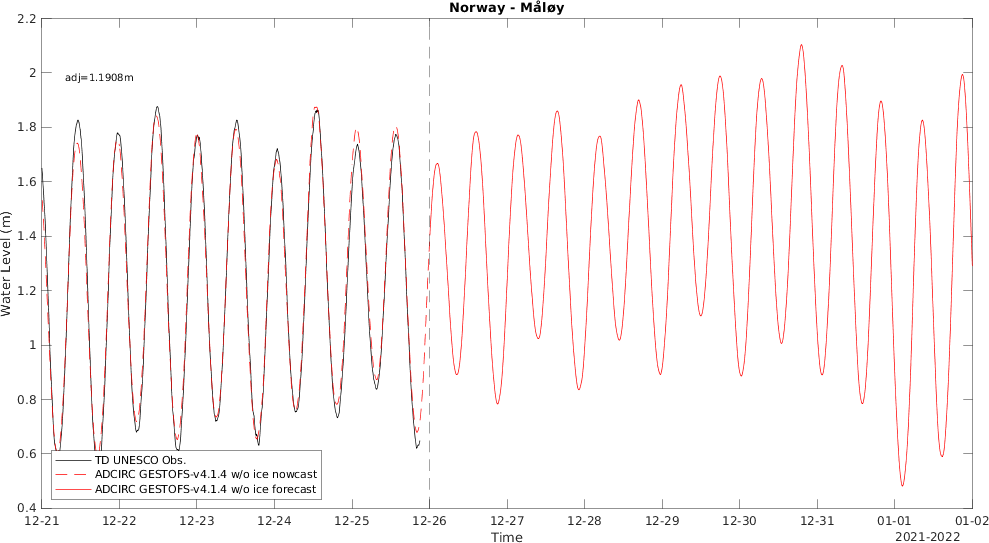 Norway - Måløy
2.2
2
1.8
1.6
1.4
1.2
1
0.8
0.6
0.4
Water Level (m)
adj=1.1908m
TD UNESCO Obs.
ADCIRC GESTOFS-v4.1.4 w/o ice nowcast
ADCIRC GESTOFS-v4.1.4 w/o ice forecast
12-21 12-22 12-23 12-24 12-25 12-26 12-27 12-28 12-29 12-30 12-31 01-01 01-02
Time
2021-2022